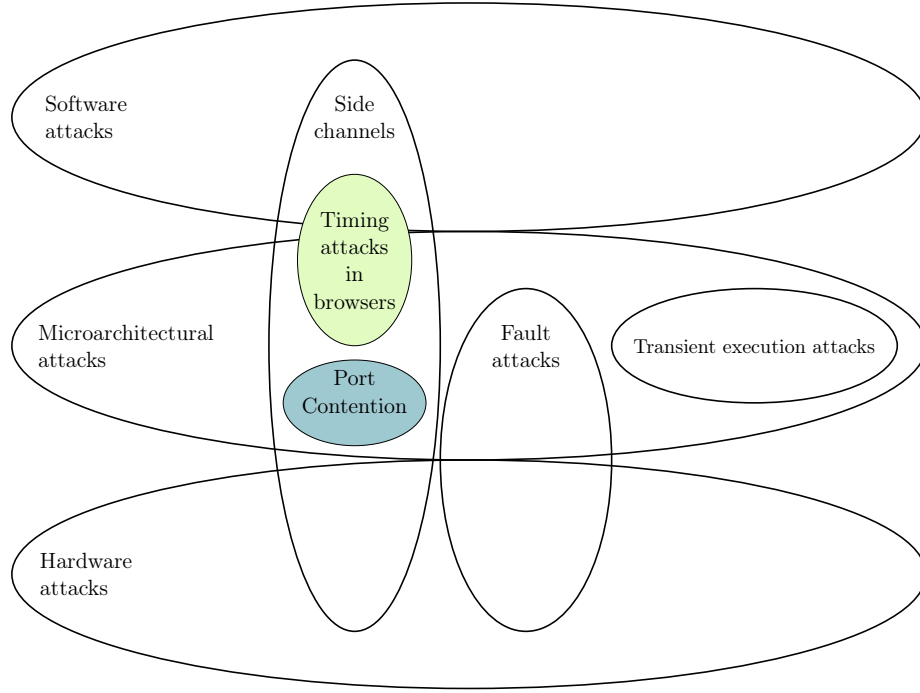 Software
attacks
Side
channels
Timing
attacks
in
browsers
Microarchitectural
attacks
Fault
attacks
Transient execution attacks
Port
Contention
Hardware
attacks